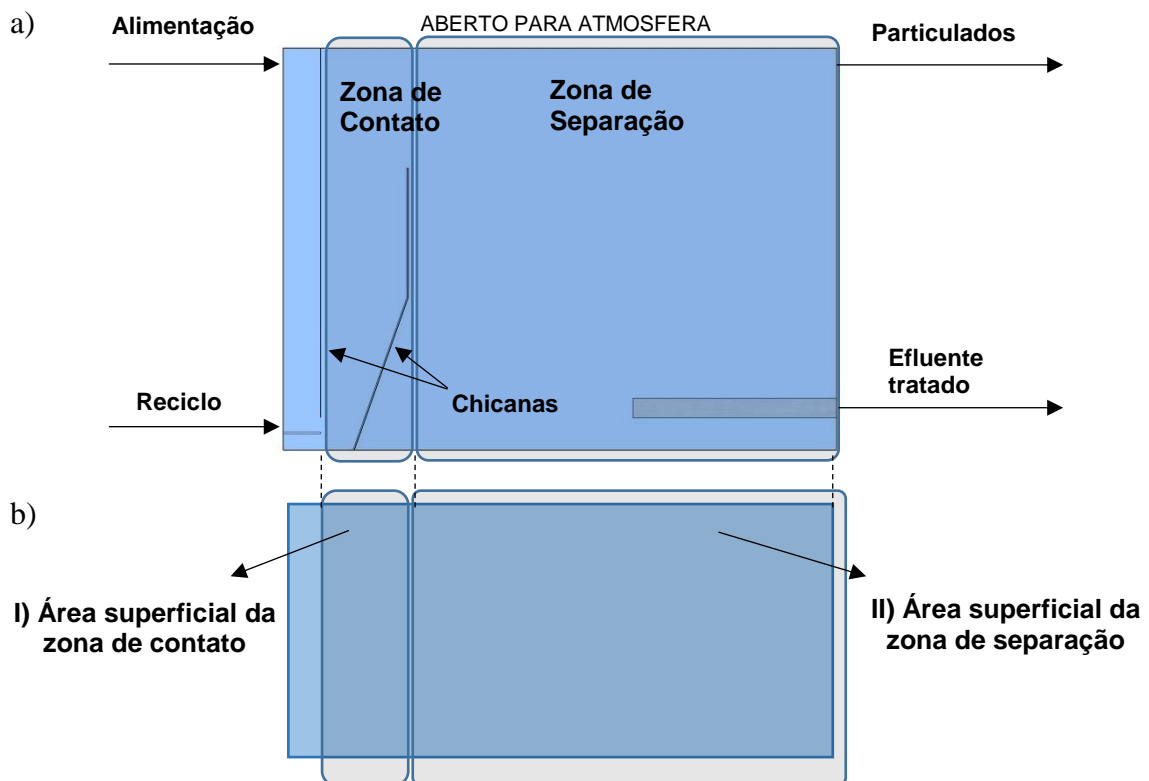 a)
Alimentação
ABERTO PARA ATMOSFERA
Particulados
Zona de
Contato
Zona de
Separação
Reciclo
Chicanas
Efluente
tratado
b)
I) Área superficial da
zona de contato
II) Área superficial da
zona de separação